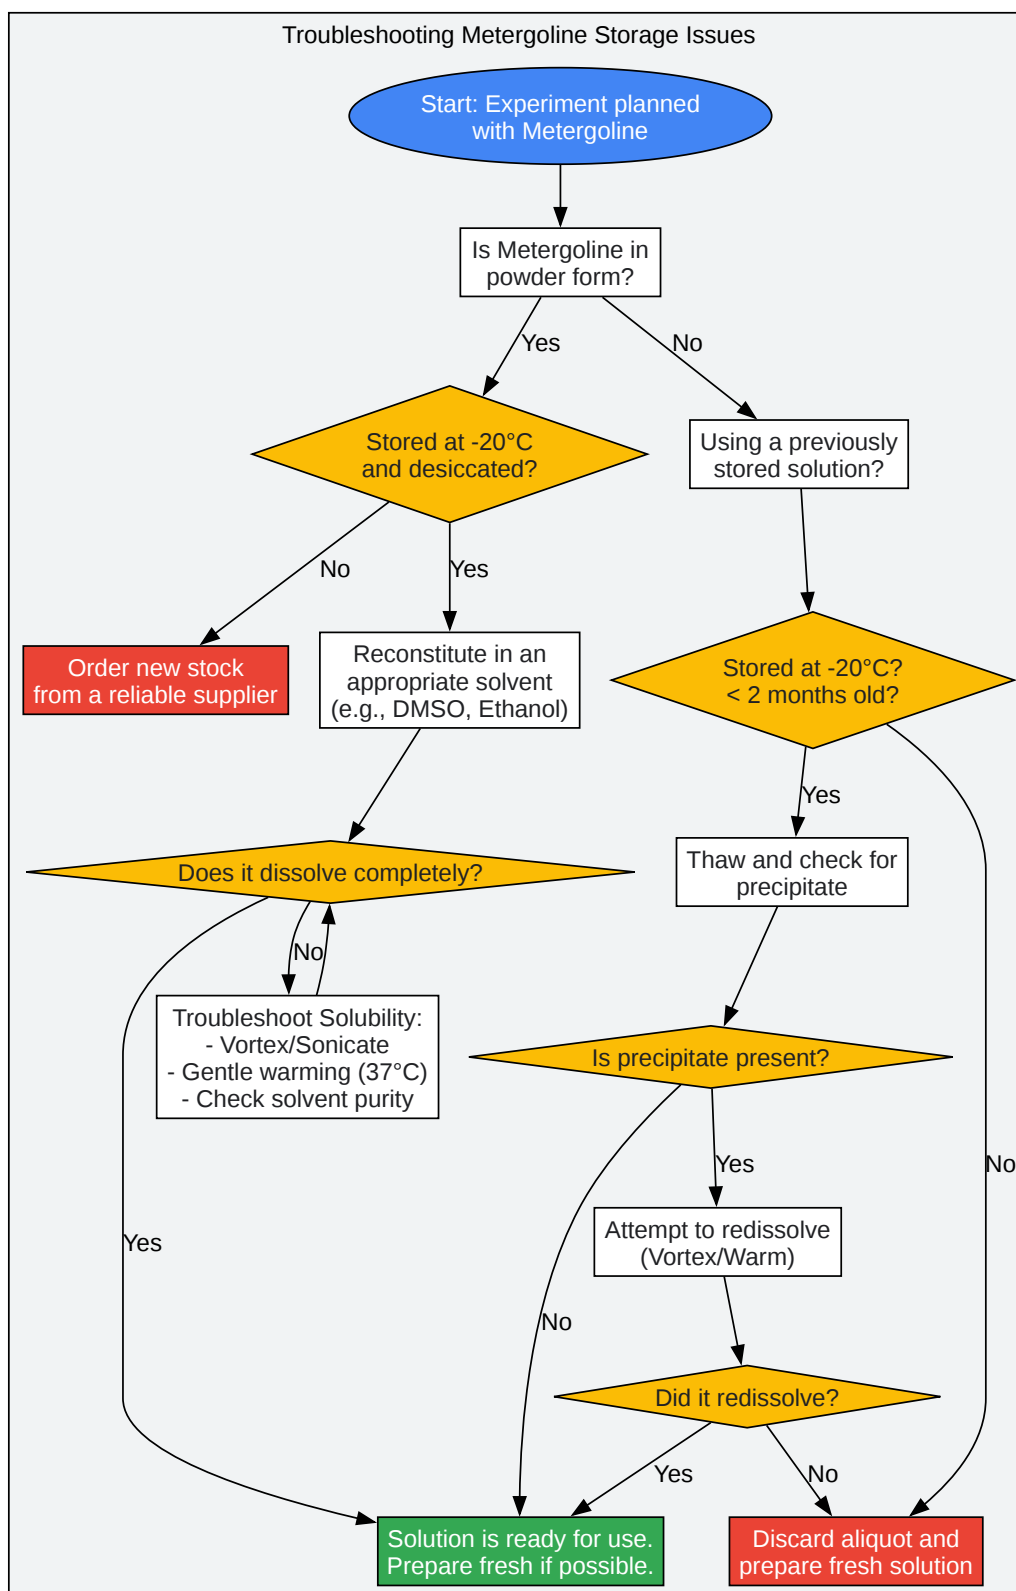 Troubleshooting Metergoline Storage Issues
Start: Experiment planned
with Metergoline
Is Metergoline in
powder form?
Yes
No
Stored at -20°C
and desiccated?
Using a previously
stored solution?
No
Yes
Order new stock
from a reliable supplier
Reconstitute in an
appropriate solvent
(e.g., DMSO, Ethanol)
Stored at -20°C?
< 2 months old?
Yes
Does it dissolve completely?
Thaw and check for
precipitate
No
Troubleshoot Solubility:
- Vortex/Sonicate
- Gentle warming (37°C)
- Check solvent purity
Is precipitate present?
Yes
No
Yes
Attempt to redissolve
(Vortex/Warm)
No
Did it redissolve?
Yes
No
Solution is ready for use.
Prepare fresh if possible.
Discard aliquot and
prepare fresh solution